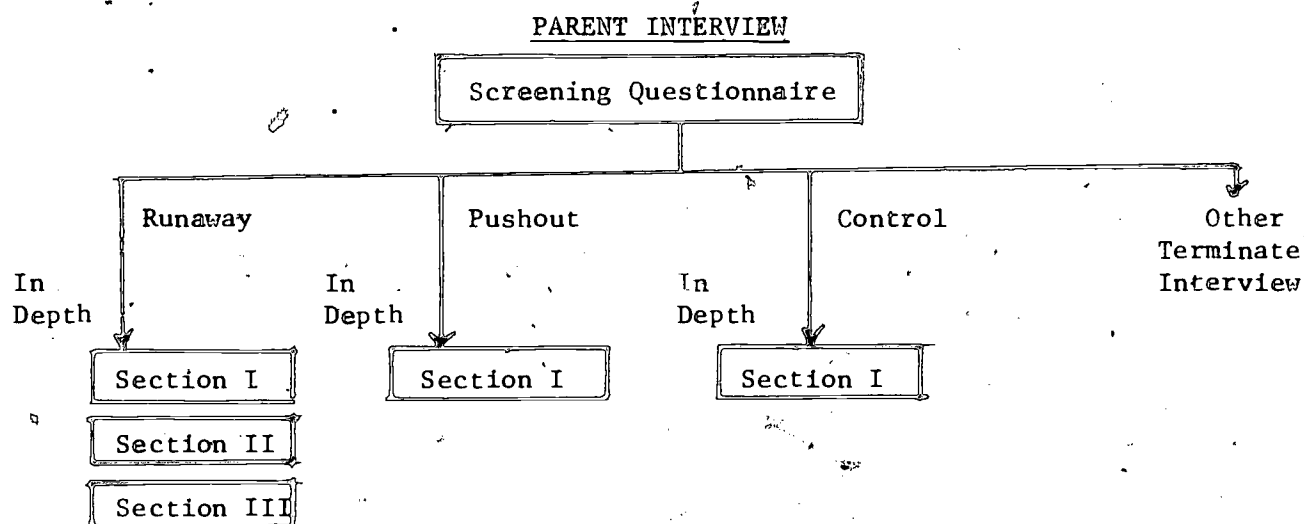 PARENT INTERVIEW
Screening Questionnaire
Runaway
Pushout
Control
Other
Terminate
Interview
In
Depth
In
Depth
In
Depth
Section I
Section I
Section I
Section II
Section III